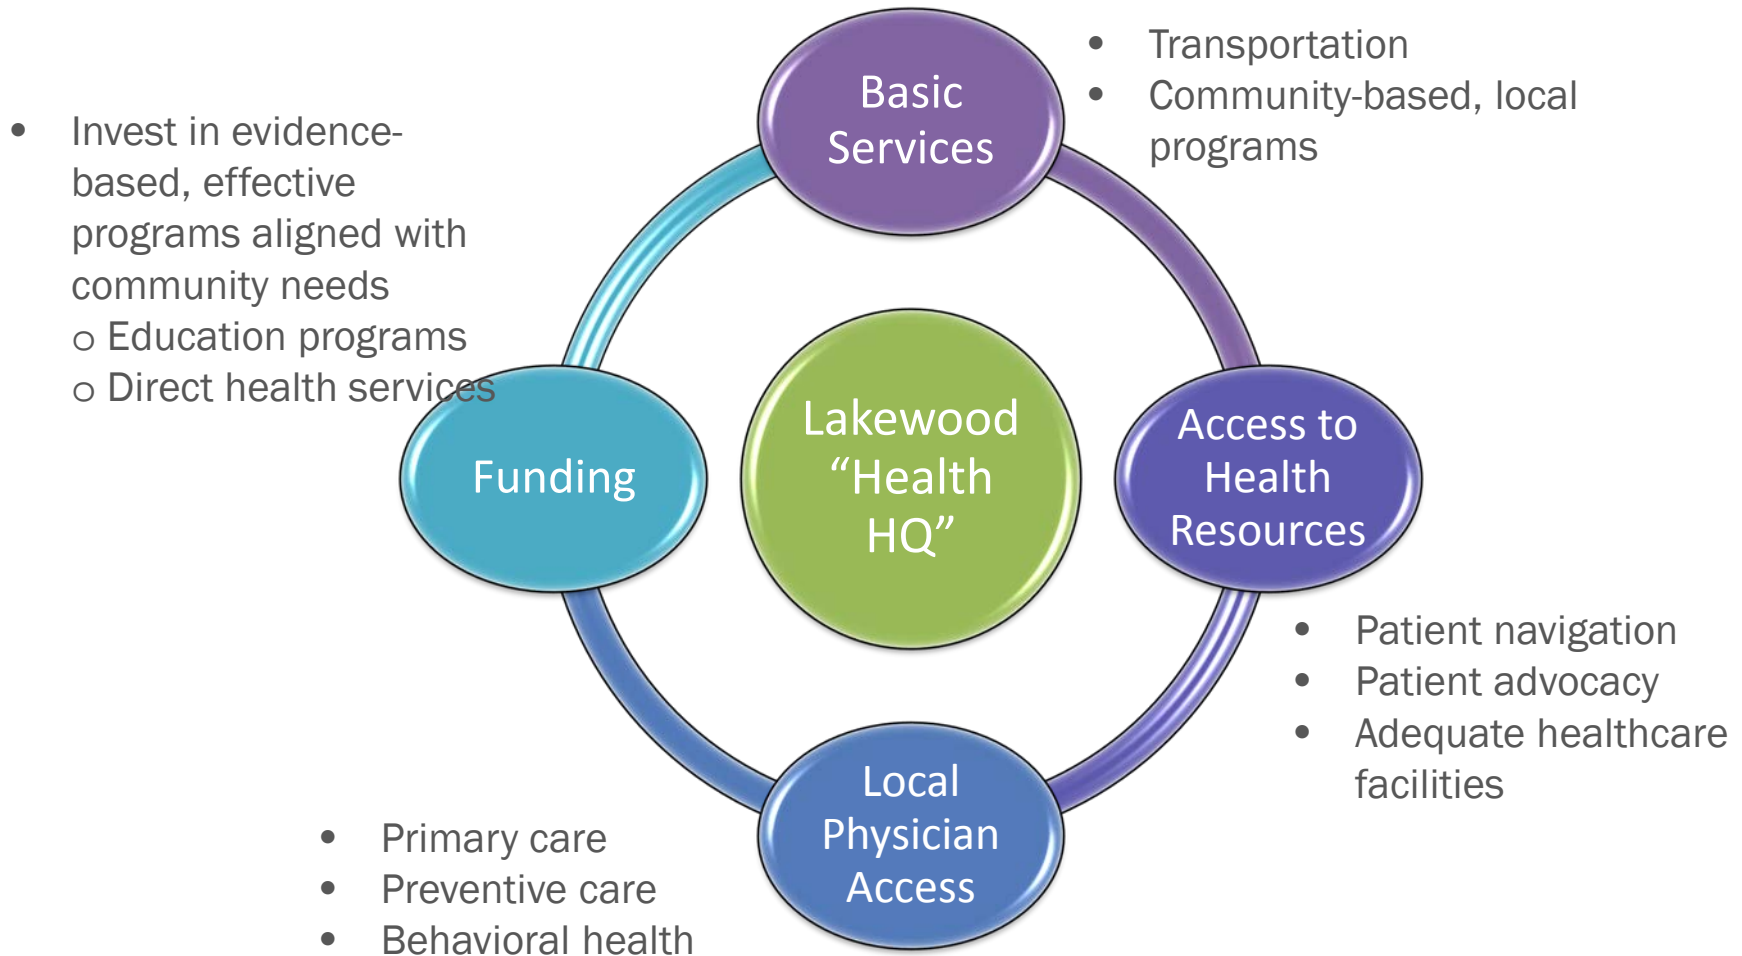 Basic
Services
• Transportation
• Community-based, local
programs
• Invest in evidence-
based, effective
programs aligned with
community needs
o Education programs
o Direct health services
Funding
Lakewood
“Health
HQ”
Access to
Health
Resources
• Patient navigation
• Patient advocacy
• Adequate healthcare
facilities
Local
Physician
Access
• Primary care
• Preventive care
• Behavioral health